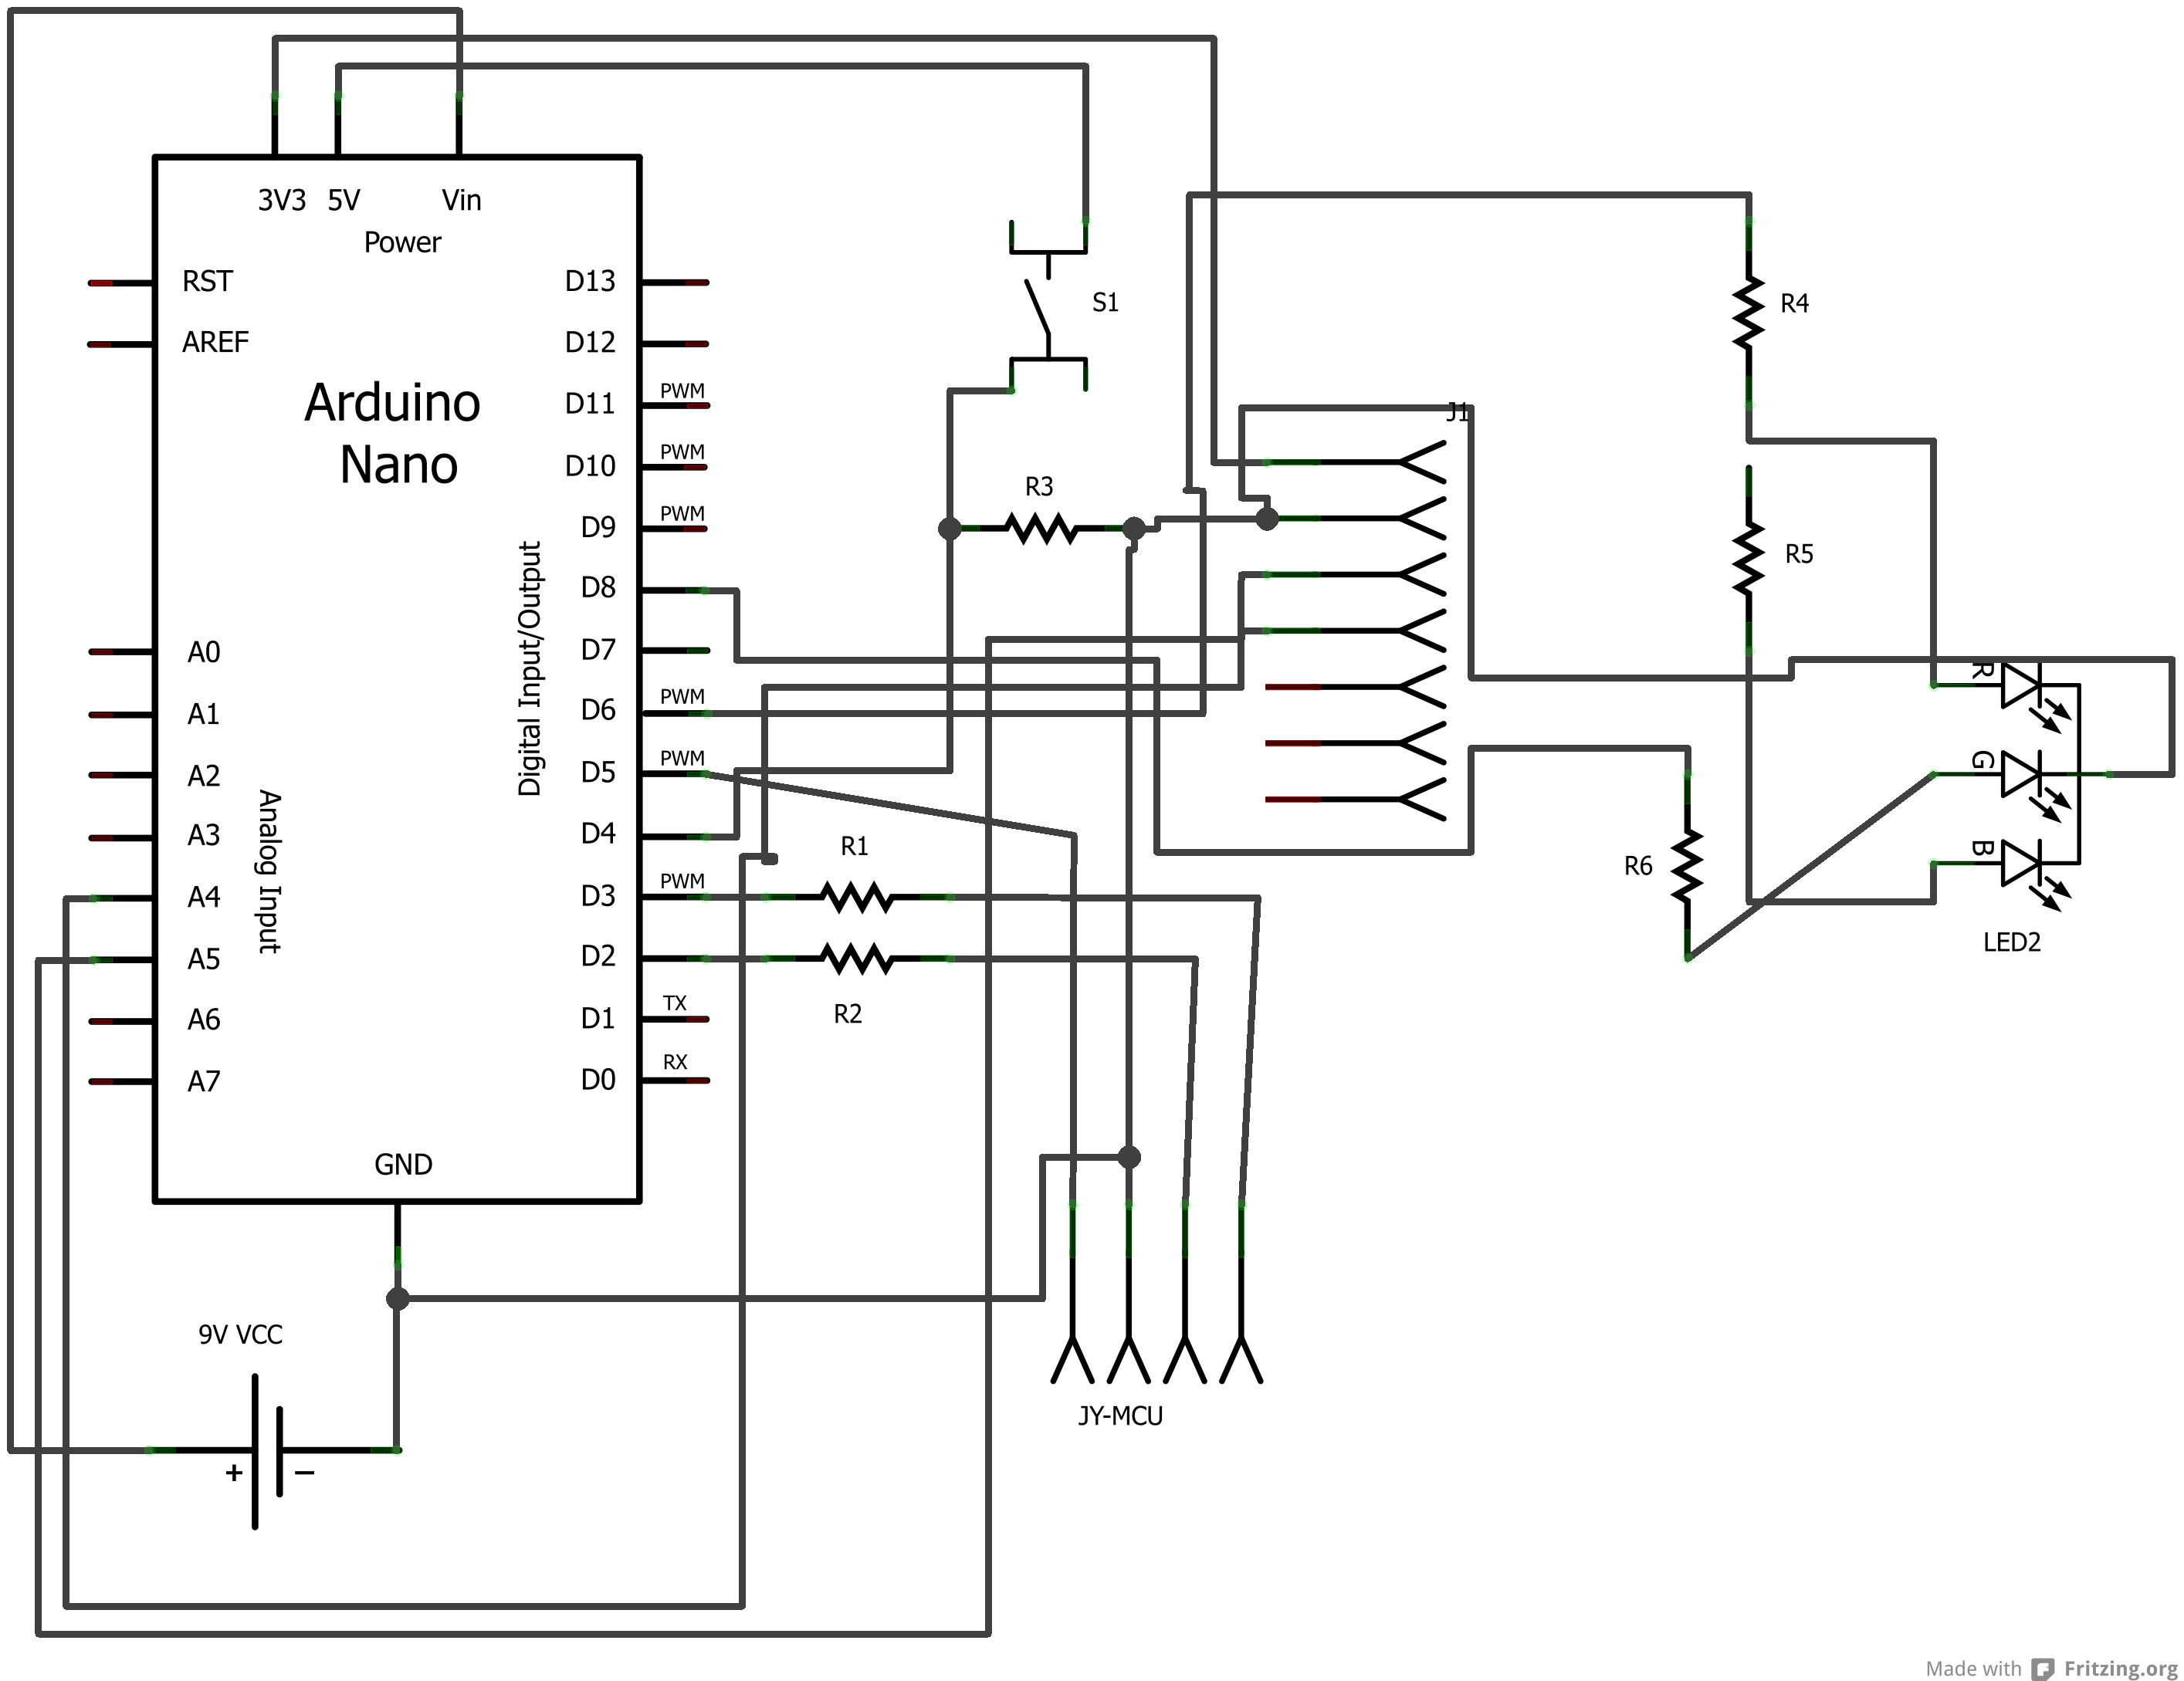 3V3 5V Vin
Power
RST
AREF
Arduino
Nano
A0
A1
A2
A3
A4
A5
A6
A7
Analog Input
Digital Input/Output
D13
D12
D11 PWM
D10 PWM
D9 PWM
D8
D7
D6 PWM
D5 PWM
D4
D3 PWM
D2
D1 TX
D0 RX
GND
9V VCC
+ −
S1
R3
R1
R2
J1
JY-MCU
R4
R5
R6
R
G
B
LED2
Made with Fritzing.org